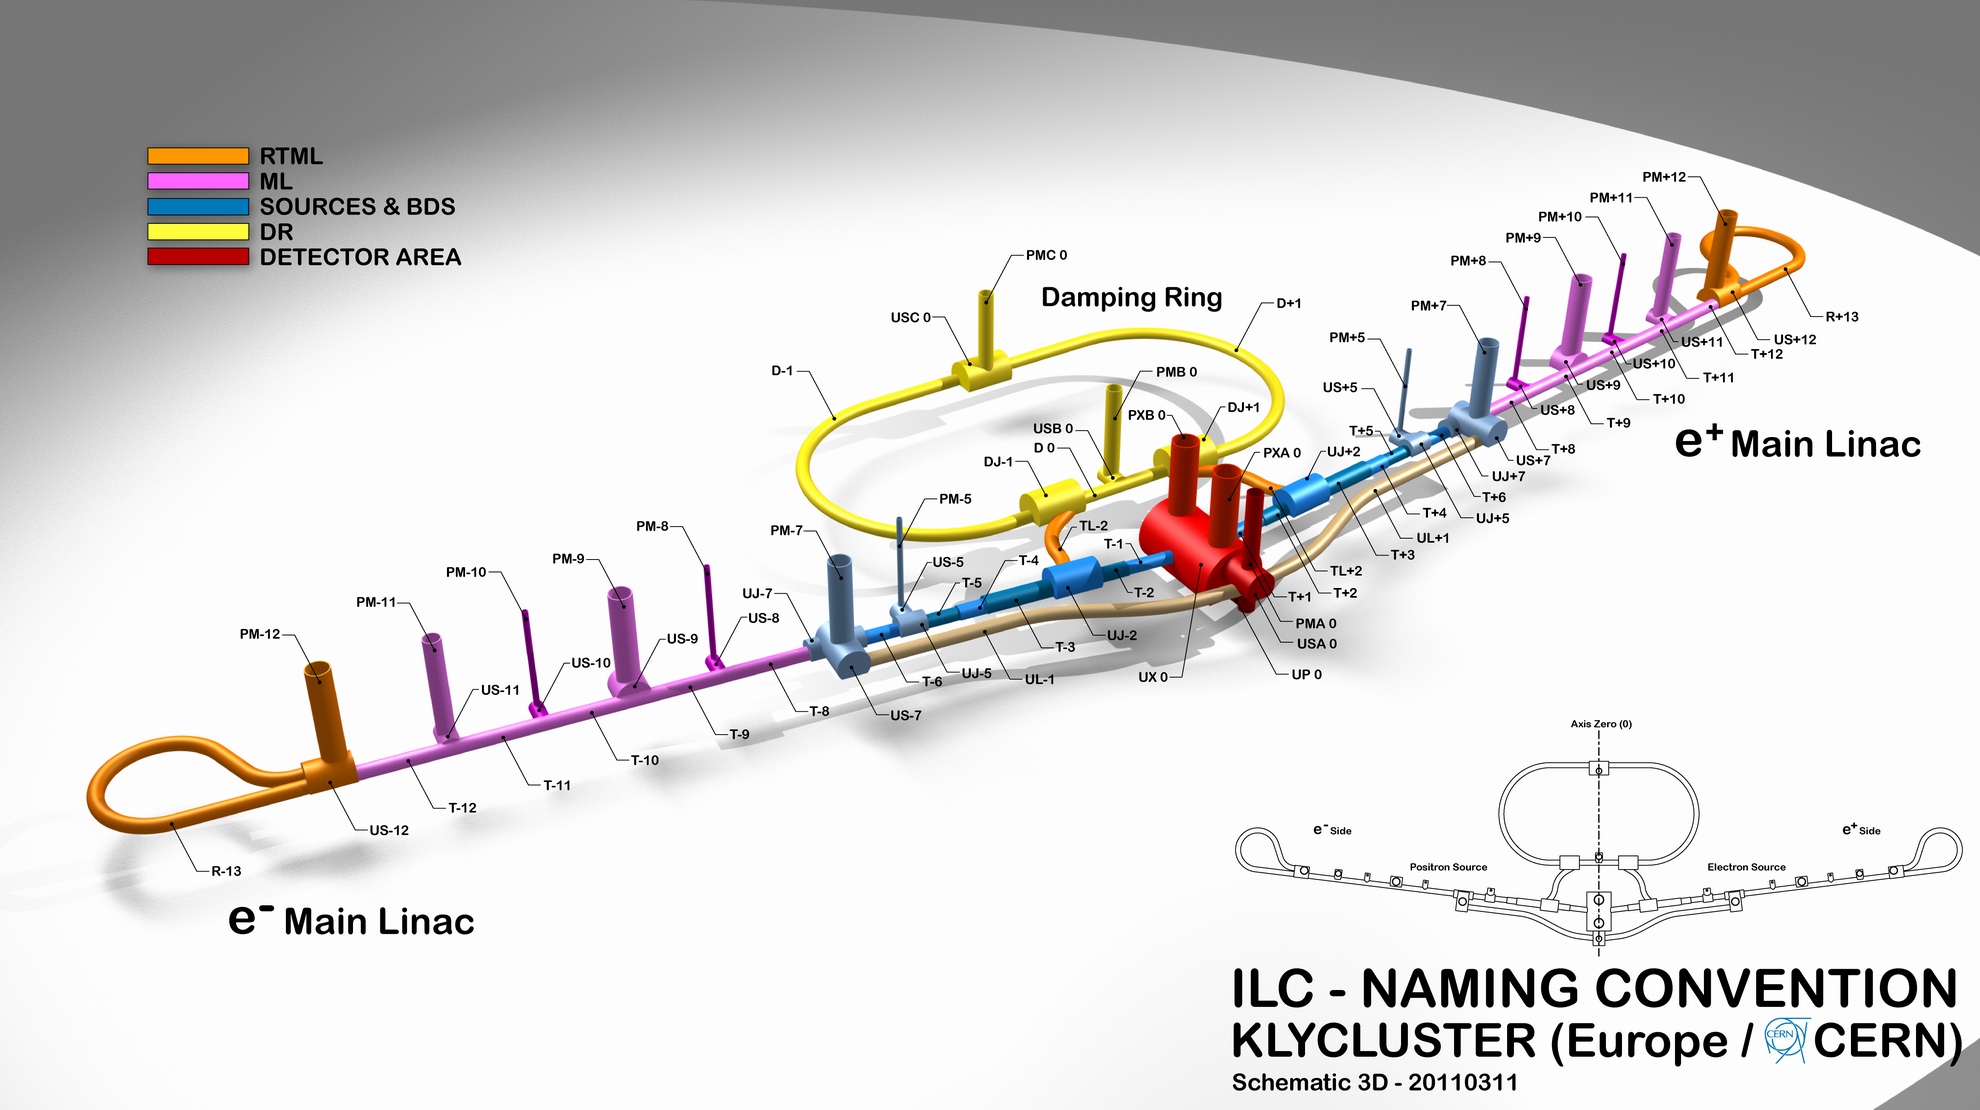 RTML
ML
SOURCES & BDS
DR
DETECTOR AREA
PM+12
PM+11
PM+10
PM+9
PM+8
PM+7
PM+5
PMC 0
Damping Ring
D+1
USC 0
R+13
US+12
T+12
US+11
T+11
US+10
T+10
US+9
T+9
US+8
T+8
D-1
PMB 0
US+5
DJ+1
PXB 0
USB 0
T+5
e+ Main Linac
D 0
PXA 0
UJ+2
US+7
DJ-1
UJ+7
T+6
PM-5
T+4
UJ+5
PM-7
PM-8
TL-2
UL+1
T-1
T+3
PM-9
US-5
T-4
TL+2
PM-10
T-5
T-2
T+2
T+1
UJ-7
PM-11
US-8
PMA 0
PM-12
US-9
UJ-2
USA 0
T-3
US-10
UJ-5
UX 0
UP 0
T-6
UL-1
US-11
T-8
US-7
T-9
T-10
T-11
T-12
US-12
R-13
e- Main Linac
Axis Zero (0)
e- Side
e+ Side
Positron Source
Electron Source
ILC - NAMING CONVENTION
KLYCLUSTER (Europe / CERN CERN)
Schematic 3D - 20110311